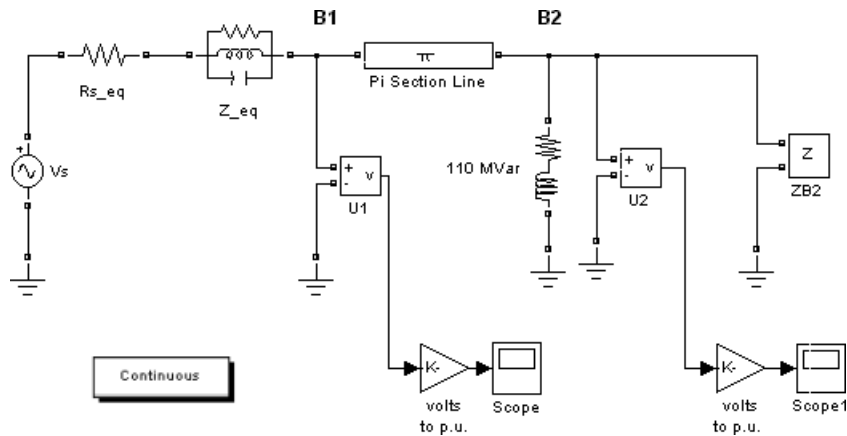 B1
B2
π
Pi Section Line
Rs_eq
Z_eq
+
Vs
+
-
v
U1
110 MVar
+
-
v
U2
Z
ZB2
Continuous
K-
volts
to p.u.
Scope
K-
volts
to p.u.
Scope1